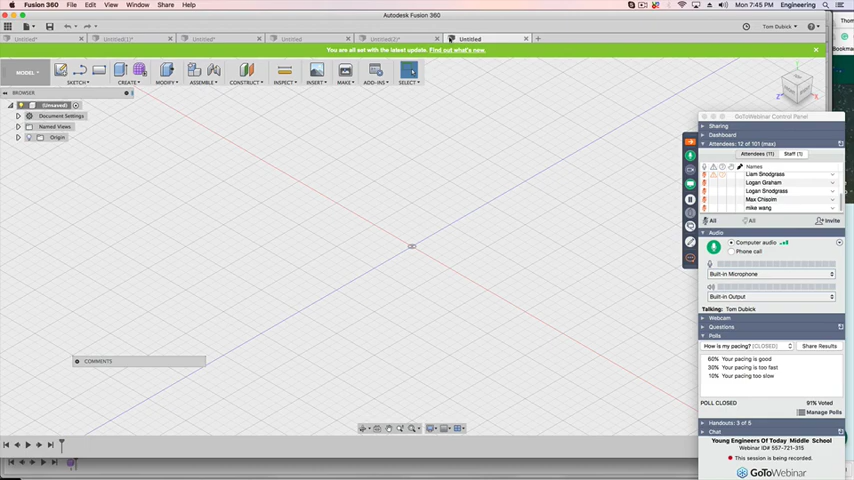 Fusion 360 File Edit View Window Share Help
Mon 7:45 PM Engineering
Autodesk Fusion 360
Tom Dubick
Untitled* Untitled(1)* Untitled* Untitled Untitled(2)* Untitled
You are all set with the latest update. Find out what's new.
MODEL SKETCH CREATE MODIFY ASSEMBLE CONSTRUCT INSPECT INSERT MAKE ADD-INS SELECT
BROWSER
(Unsaved)
Document Settings
Named Views
Origin
Z X
COMMENTS
Thom
Bookmar
GoToWebinar Control Panel
Sharing
Dashboard
Attendees: 12 of 101 (max)
Attendees (11) Staff (1)
Names
Liam Snodgrass
Logan Graham
Logan Snodgrass
Max Chisolm
mike wang
All All Invite
Audio
Computer audio
Phone call
Built-in Microphone
Built-in Output
Talking: Tom Dubick
Webcam
Questions
Polls
How is my pacing? [CLOSED] Share Results
60% Your pacing is good
30% Your pacing is too fast
10% Your pacing too slow
POLL CLOSED 91% Voted
Manage Polls
Handouts: 3 of 5
Chat
Young Engineers Of Today Middle School
Webinar ID# 557-721-315
This session is being recorded.
GoToWebinar